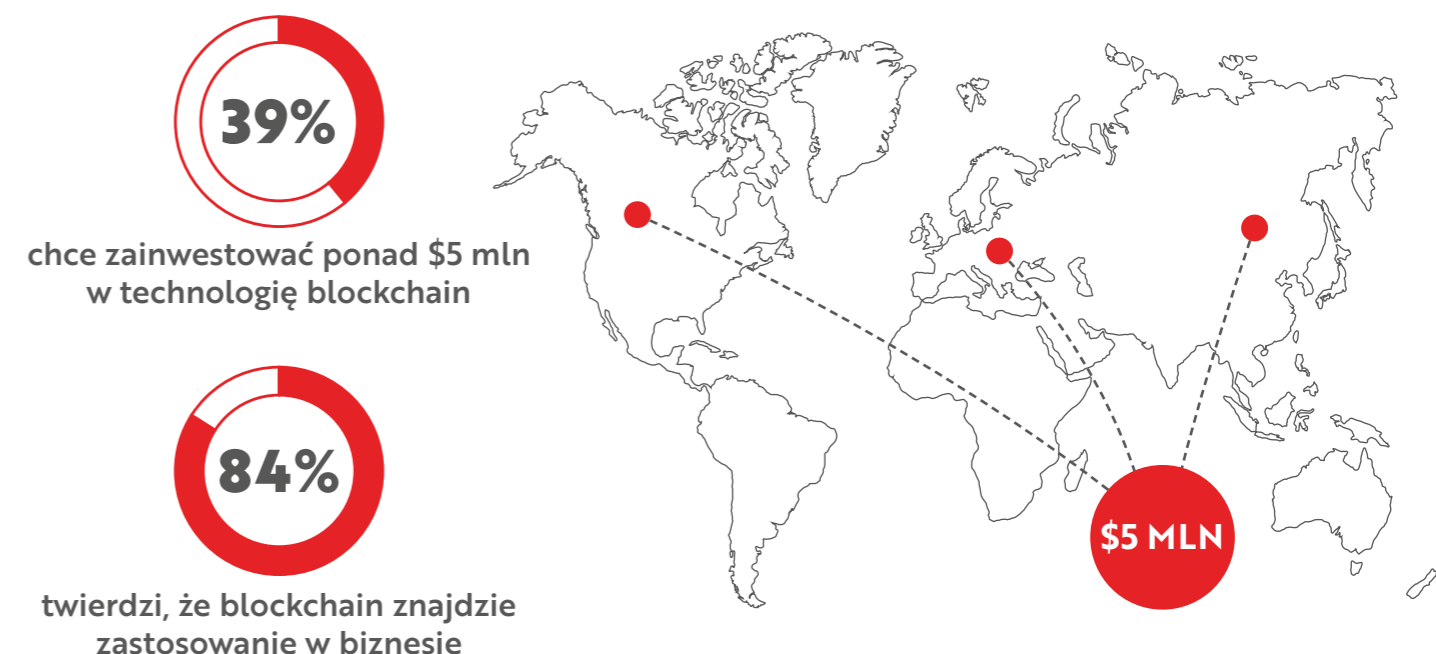 39%
chce zainwestować ponad $5 mln
w technologię blockchain
84%
twierdzi, że blockchain znajdzie
zastosowanie w biznesie
$5 MLN